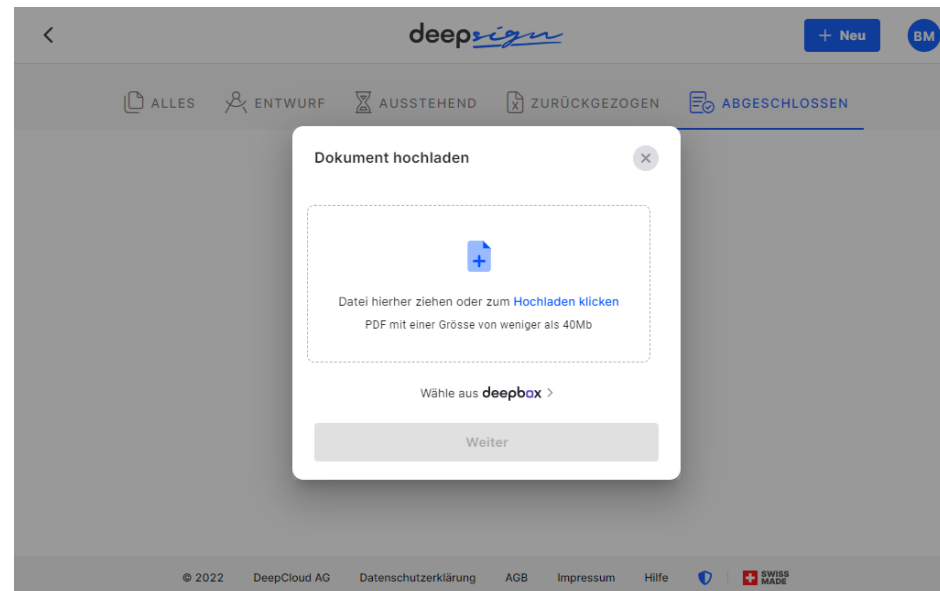 deepsign
+ Neu
BM
ALLES
ENTWURF
AUSSTEHEND
ZURÜCKGEZOGEN
ABGESCHLOSSEN
Dokument hochladen
Datei hierher ziehen oder zum Hochladen klicken
PDF mit einer Grösse von weniger als 40Mb
Wähle aus deepbox >
Weiter
© 2022 DeepCloud AG Datenschutzerklärung AGB Impressum Hilfe
SWISS
MADE